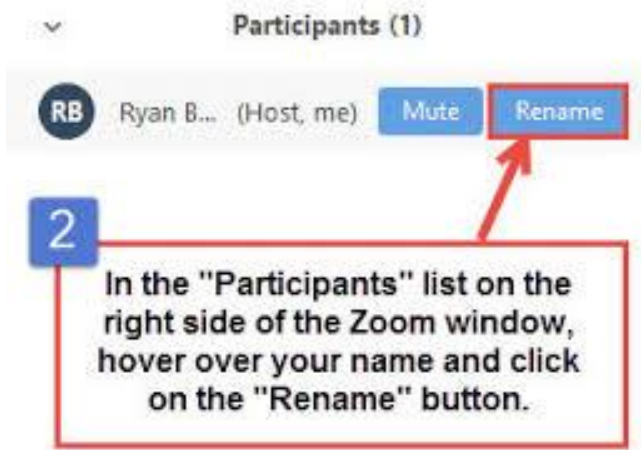 Participants (1)
RB Ryan B... (Host, me) Mute Rename
2
In the "Participants" list on the
right side of the Zoom window,
hover over your name and click
on the "Rename" button.